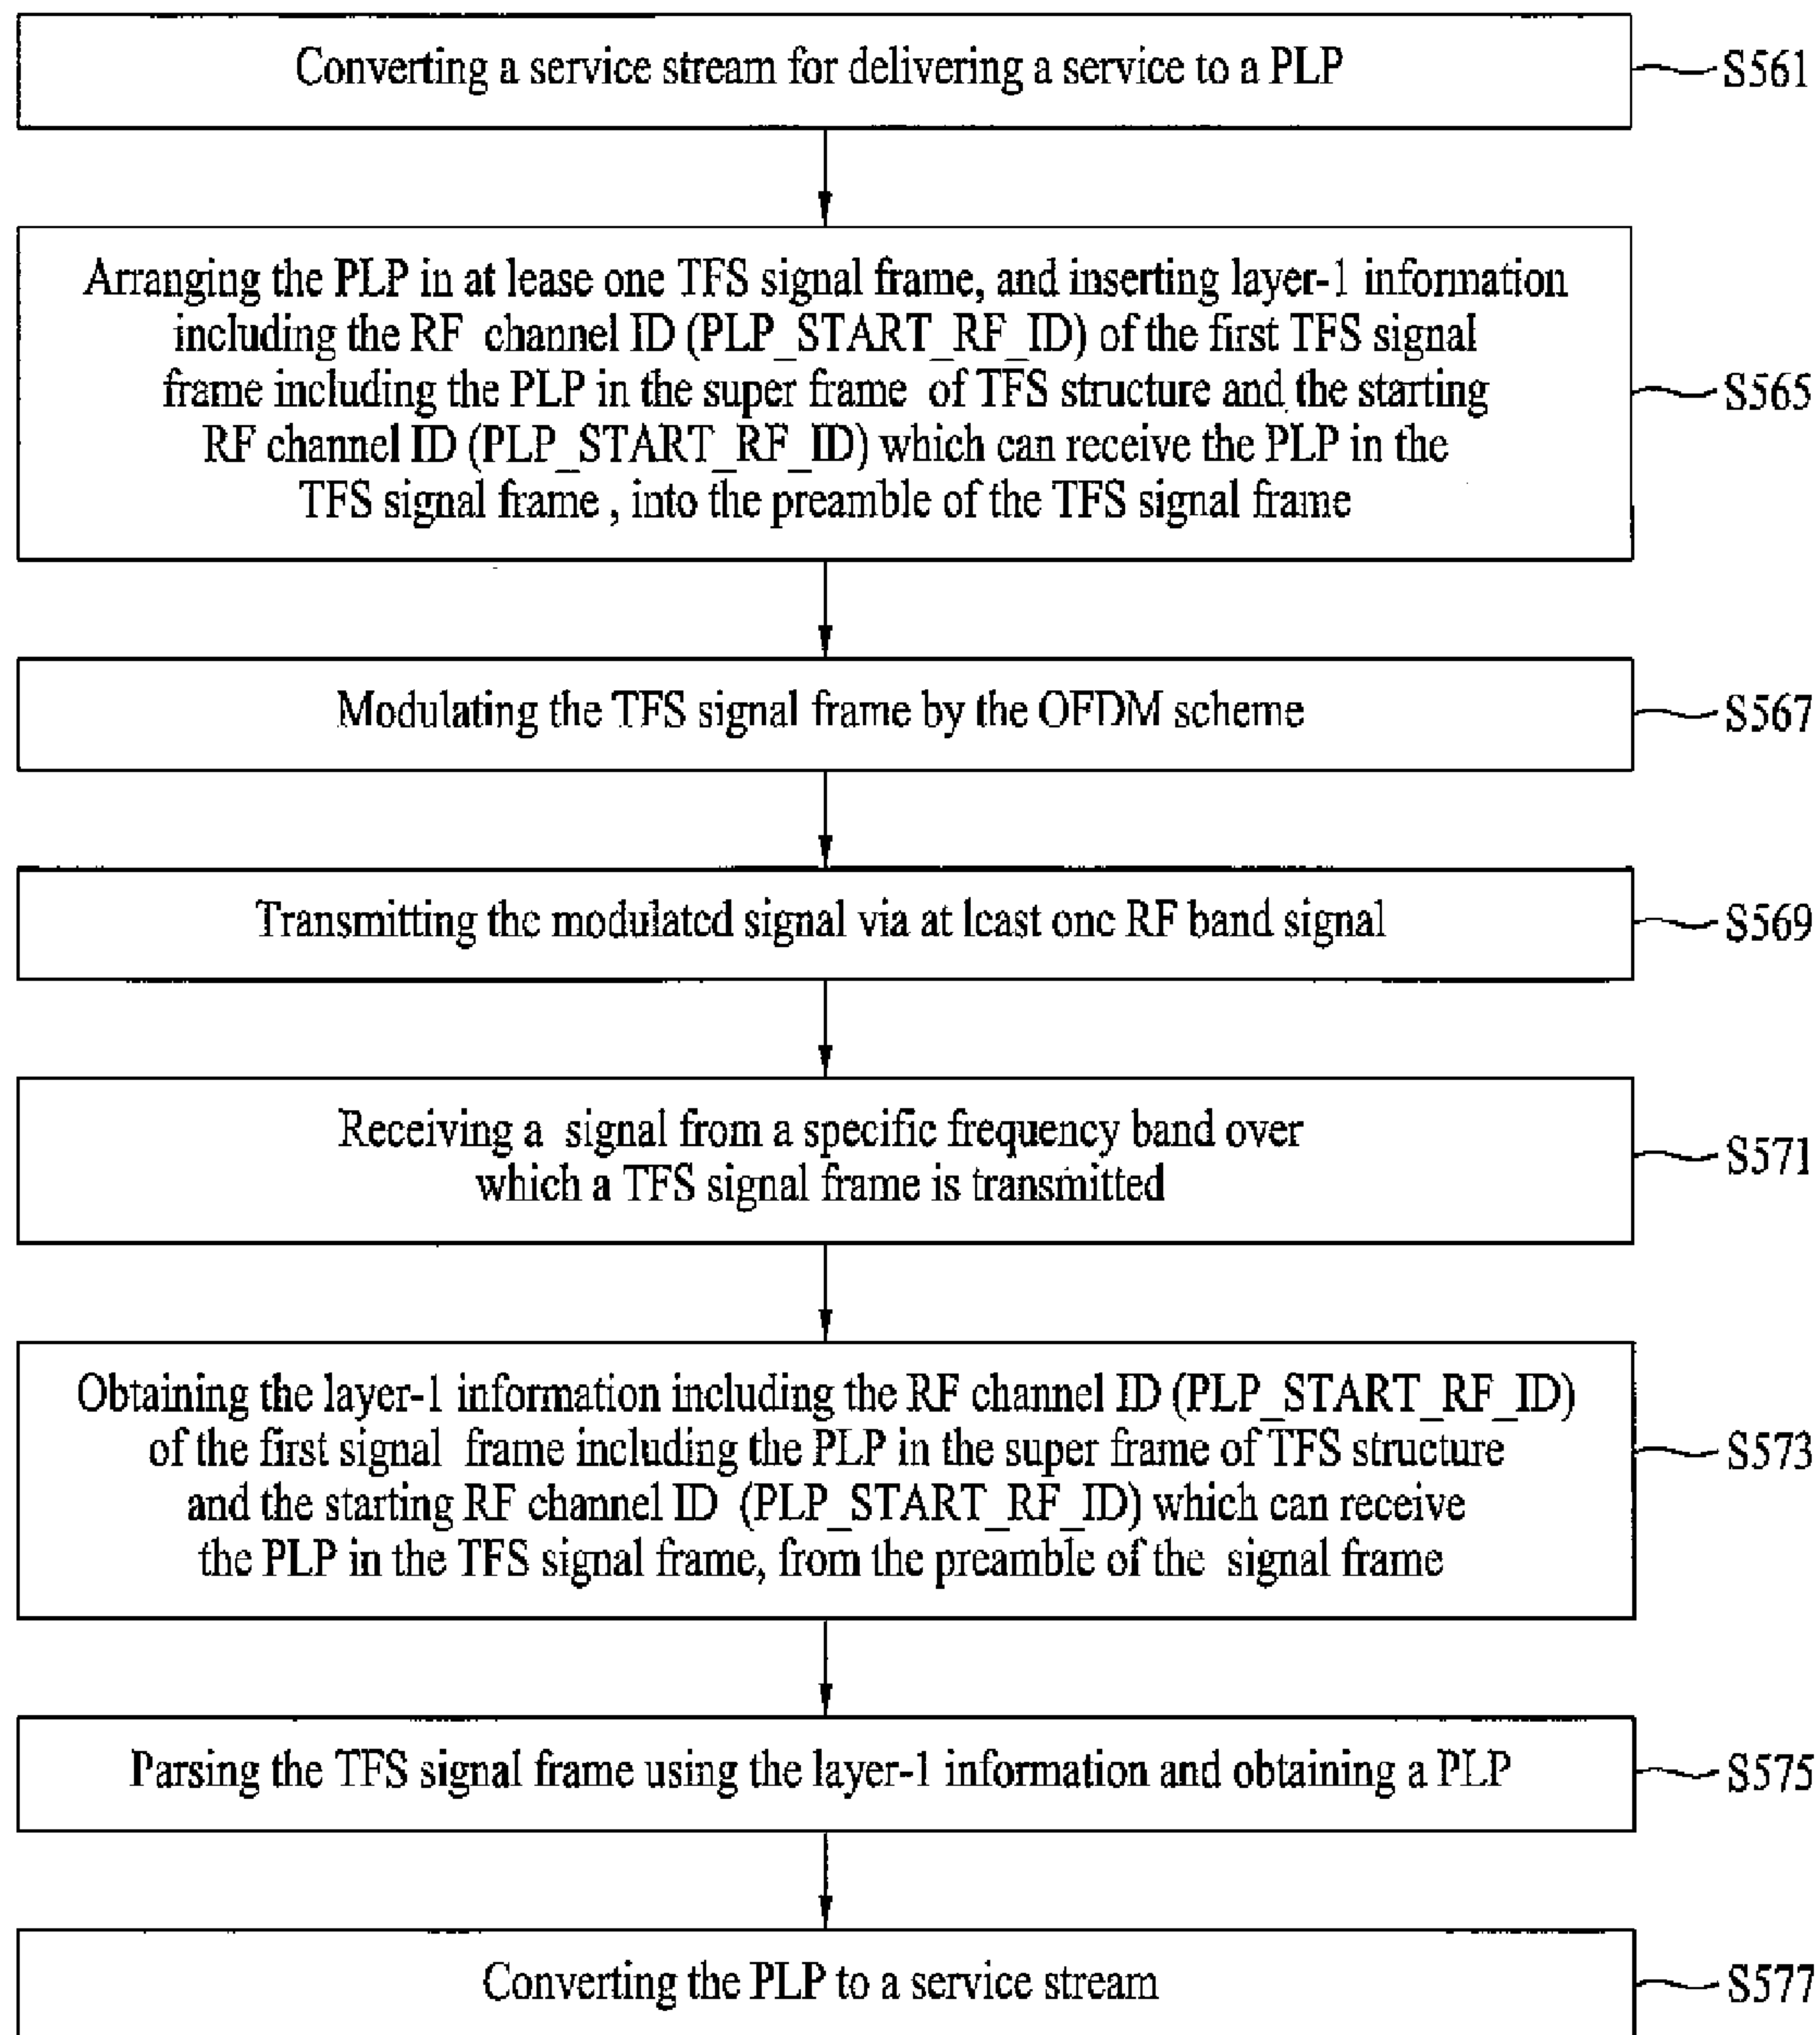 Converting a service stream for delivering a service to a PLP
S561
Arranging the PLP in at lease one TFS signal frame, and inserting layer-1 information
including the RF channel ID (PLP_START_RF_ID) of the first TFS signal
frame including the PLP in the super frame of TFS structure and the starting
RF channel ID (PLP_START_RF_ID) which can receive the PLP in the
TFS signal frame , into the preamble of the TFS signal frame
S565
Modulating the TFS signal frame by the OFDM scheme
S567
Transmitting the modulated signal via at least one RF band signal
S569
Receiving a signal from a specific frequency band over
which a TFS signal frame is transmitted
S571
Obtaining the layer-1 information including the RF channel ID (PLP_START_RF_ID)
of the first signal frame including the PLP in the super frame of TFS structure
and the starting RF channel ID (PLP_START_RF_ID) which can receive
the PLP in the TFS signal frame, from the preamble of the signal frame
S573
Parsing the TFS signal frame using the layer-1 information and obtaining a PLP
S575
Converting the PLP to a service stream
S577